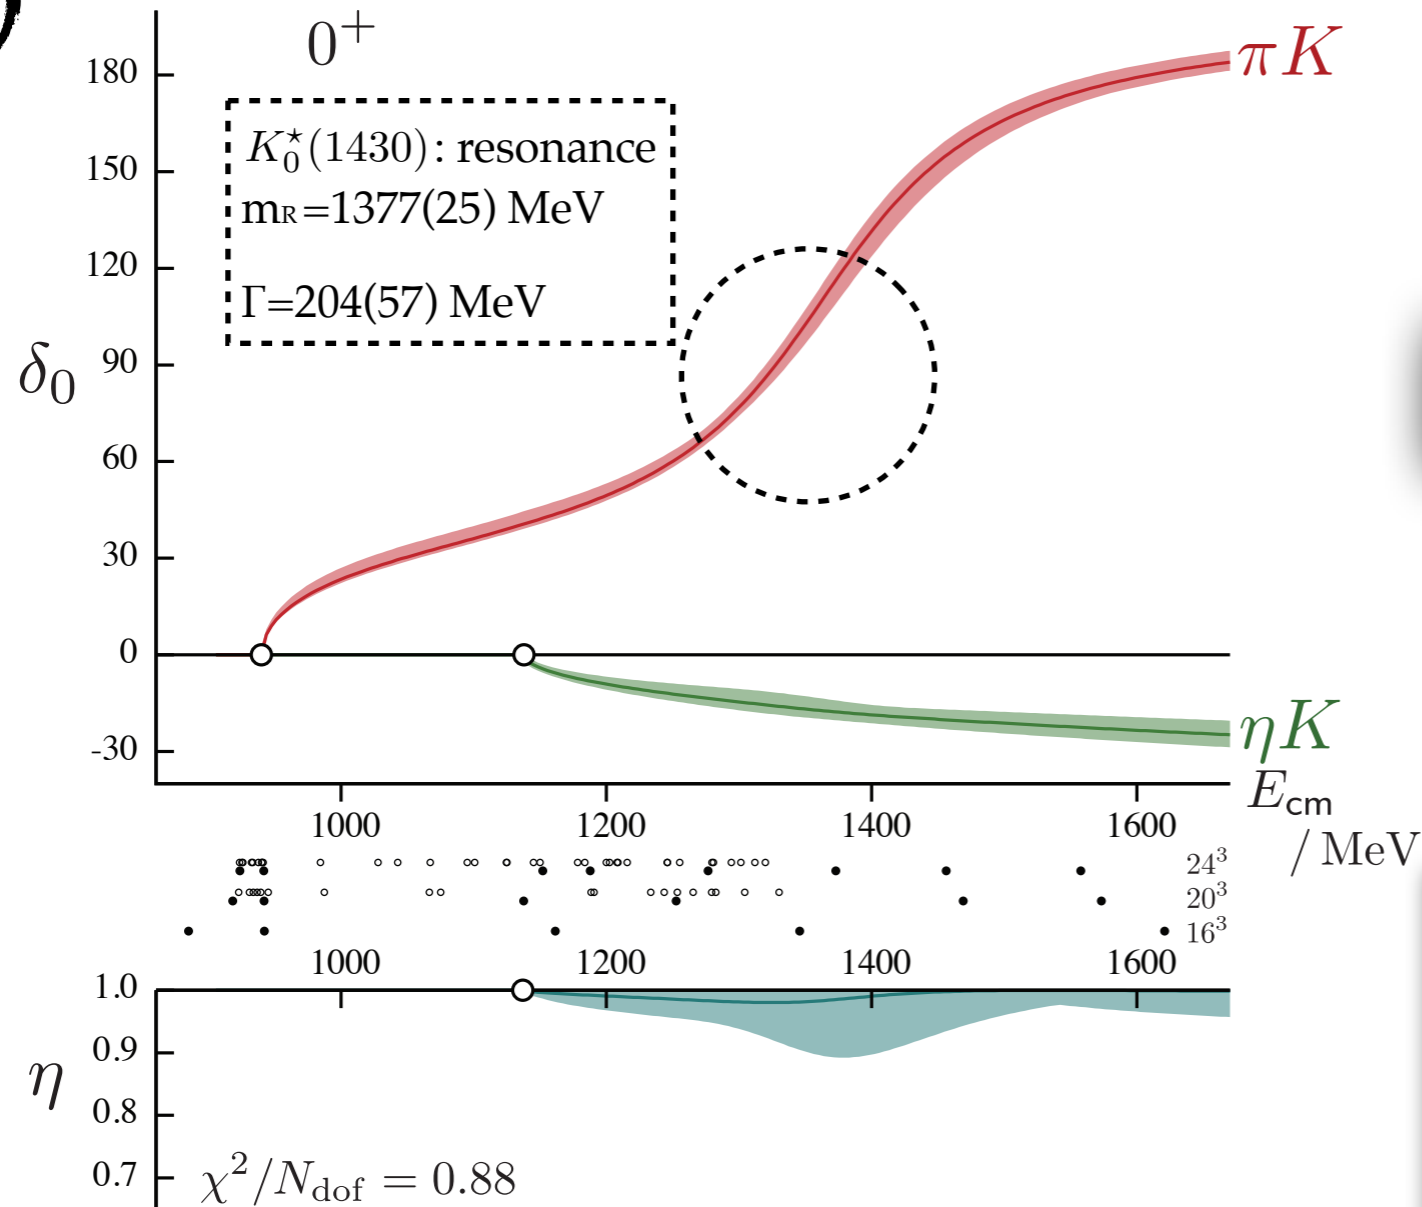 0⁺
180
πK
K₀*(1430): resonance
150
mR=1377(25) MeV
120
Γ=204(57) MeV
δ₀
90
60
30
0
-30
ηK
E_cm
/ MeV
1000 1200 1400 1600
24³
20³
16³
1000 1200 1400 1600
1.0
0.9
η
0.8
0.7
χ²/N_dof = 0.88